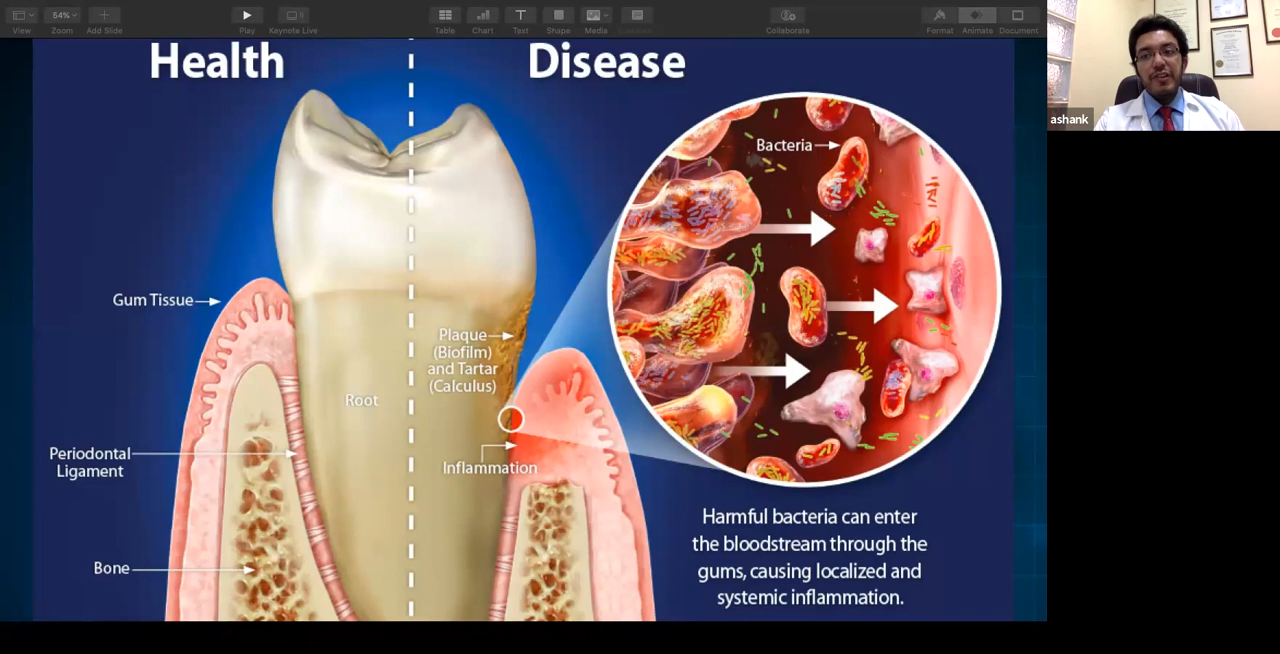 View
54%
Zoom
Add Slide
Play
Keynote Live
Table
Chart
Text
Shape
Media
Collaborate
Format
Animate
Document
ashank
Health
Disease
Bacteria
Gum Tissue
Plaque
(Biofilm)
and Tartar
(Calculus)
Root
Periodontal
Ligament
Inflammation
Bone
Harmful bacteria can enter
the bloodstream through the
gums, causing localized and
systemic inflammation.